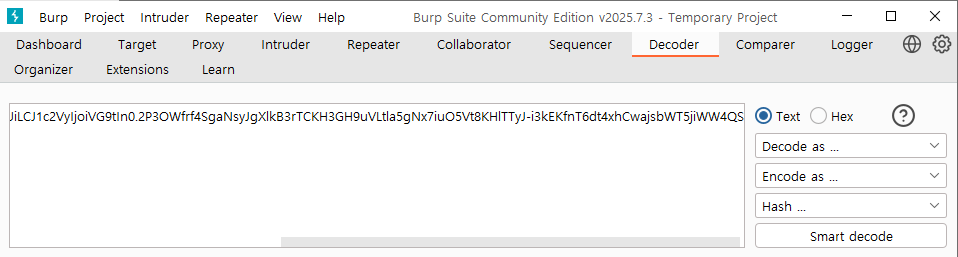 Burp Project Intruder Repeater View Help Burp Suite Community Edition v2025.7.3 - Temporary Project
Dashboard Target Proxy Intruder Repeater Collaborator Sequencer Decoder Comparer Logger
Organizer Extensions Learn
JiLCJ1c2VyIjoiVG9tIn0.2P3OWfrf4SgaNsyJgXlkB3rTCKH3GH9uVLtla5gNx7iuO5Vt8KHlTTyJ-i3kEKfnT6dt4xhCwajsbWT5jiWW4QS
Text Hex ?
Decode as ...
Encode as ...
Hash ...
Smart decode